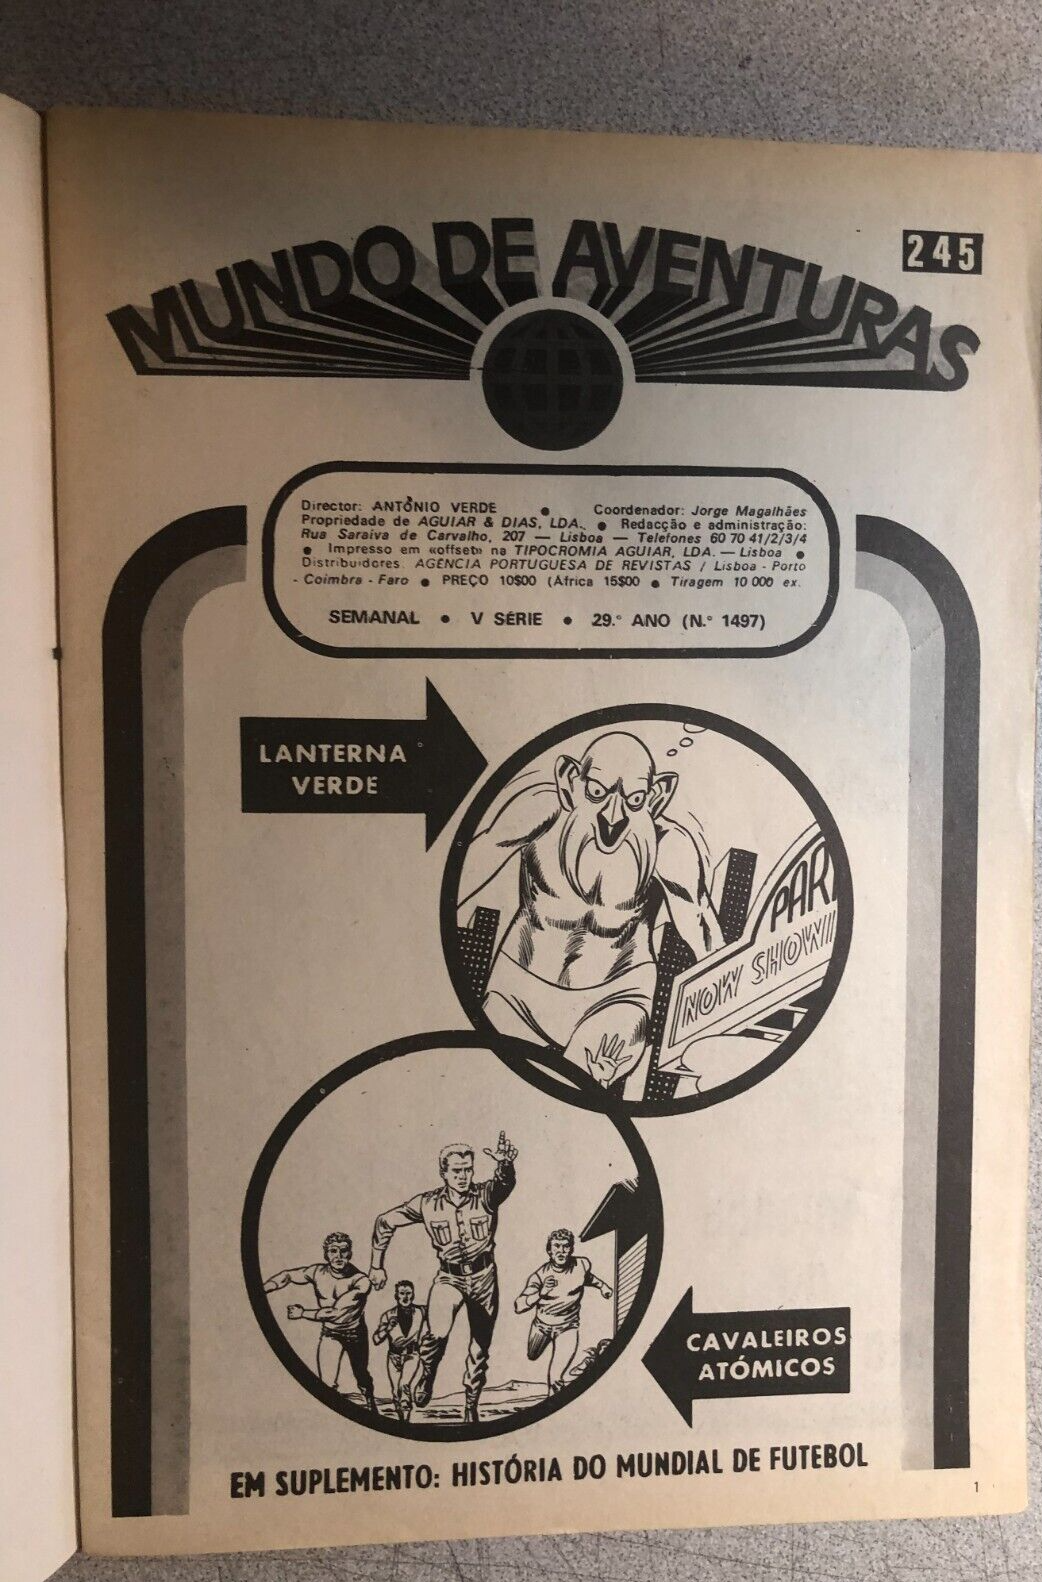 MUNDO DE AVENTURAS
245
Director: ANTÓNIO VERDE ● Coordenador: Jorge Magalhães
Propriedade de AGUIAR & DIAS, LDA. ● Redacção e administração:
Rua Saraiva de Carvalho, 207 — Lisboa — Telefones 60 70 41/2/3/4
● Impresso em «offset» na TIPOCROMIA AGUIAR, LDA. — Lisboa ●
Distribuidores. AGENCIA PORTUGUESA DE REVISTAS / Lisboa - Porto
- Coimbra - Faro ● PREÇO 10$00 (África 15$00 ● Tiragem 10 000 ex.
SEMANAL ● V SÉRIE ● 29.º ANO (N.º 1497)
LANTERNA
VERDE
PAR
NOW SHOWI
CAVALEIROS
ATÓMICOS
EM SUPLEMENTO: HISTÓRIA DO MUNDIAL DE FUTEBOL
1